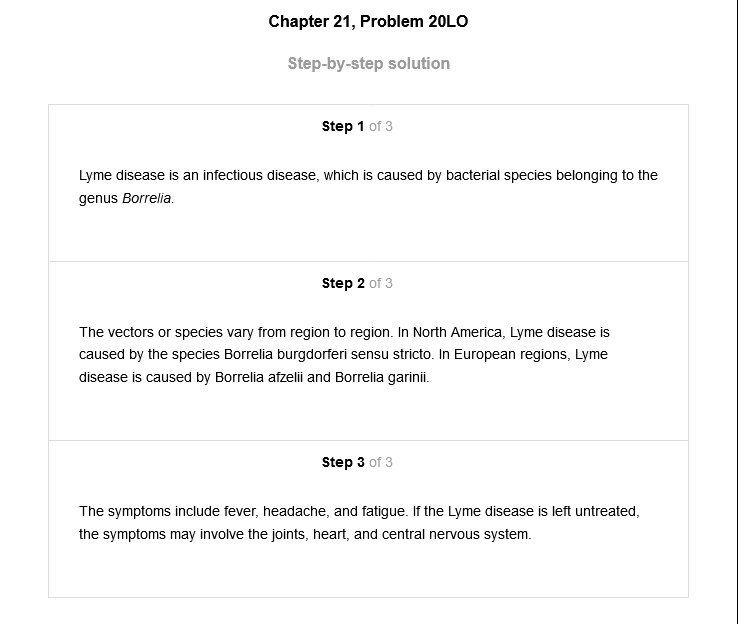 Chapter 21, Problem 20LO
Step-by-step solution
Step 1 of 3
Lyme disease is an infectious disease, which is caused by bacterial species belonging to the
genus Borrelia.
Step 2 of 3
The vectors or species vary from region to region. In North America, Lyme disease is
caused by the species Borrelia burgdorferi sensu stricto. In European regions, Lyme
disease is caused by Borrelia afzelii and Borrelia garinii.
Step 3 of 3
The symptoms include fever, headache, and fatigue. If the Lyme disease is left untreated,
the symptoms may involve the joints, heart, and central nervous system.